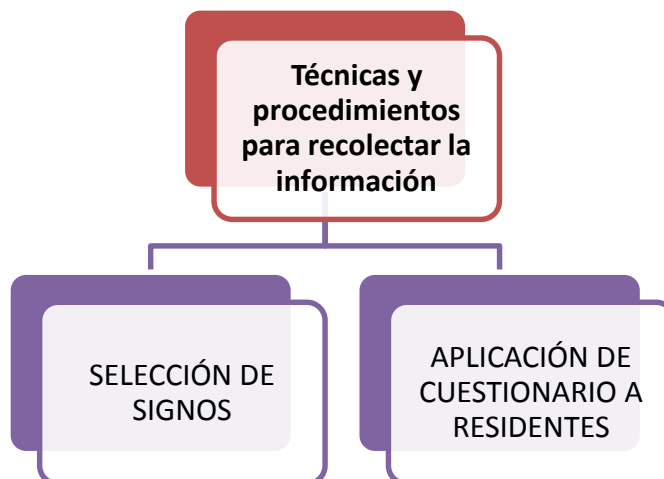 Técnicas y
procedimientos
para recolectar la
información
SELECCIÓN DE
SIGNOS
APLICACIÓN DE
CUESTIONARIO A
RESIDENTES